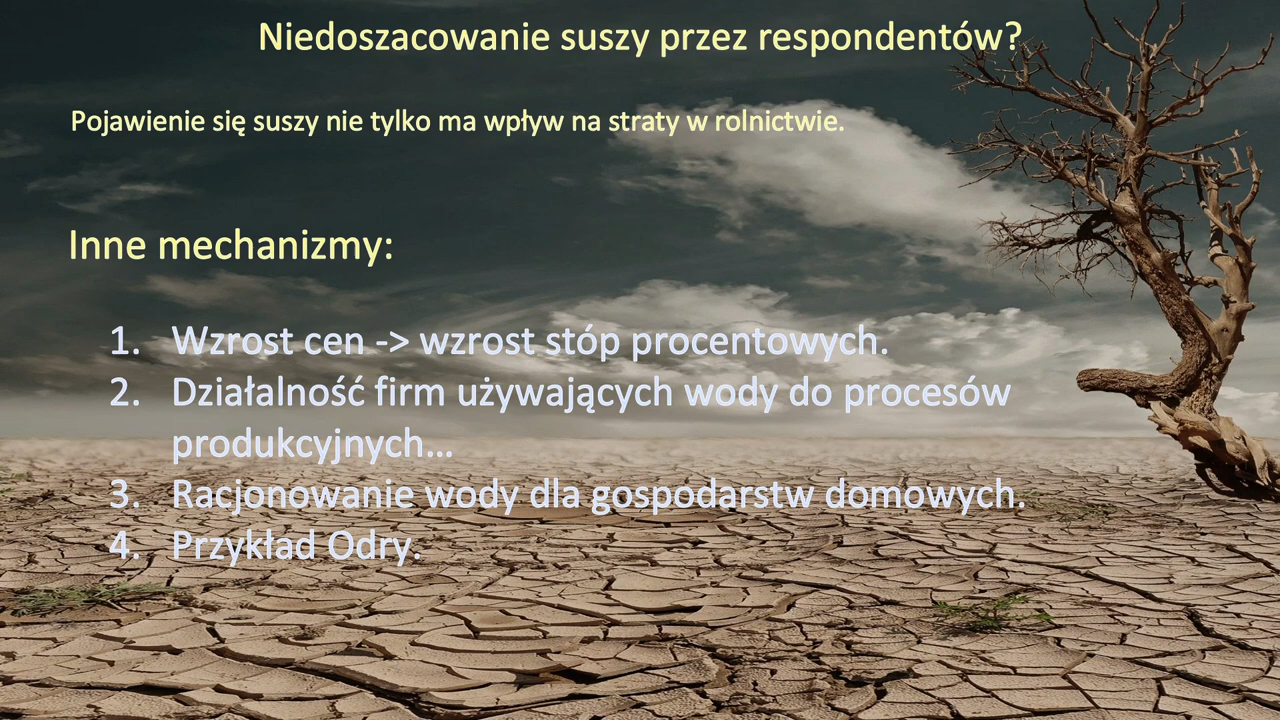 Niedoszacowanie suszy przez respondentów?
Pojawienie się suszy nie tylko ma wpływ na straty w rolnictwie.
Inne mechanizmy:
1. Wzrost cen -> wzrost stóp procentowych.
2. Działalność firm używających wody do procesów
produkcyjnych...
3. Racjonowanie wody dla gospodarstw domowych.
4. Przykład Odry.